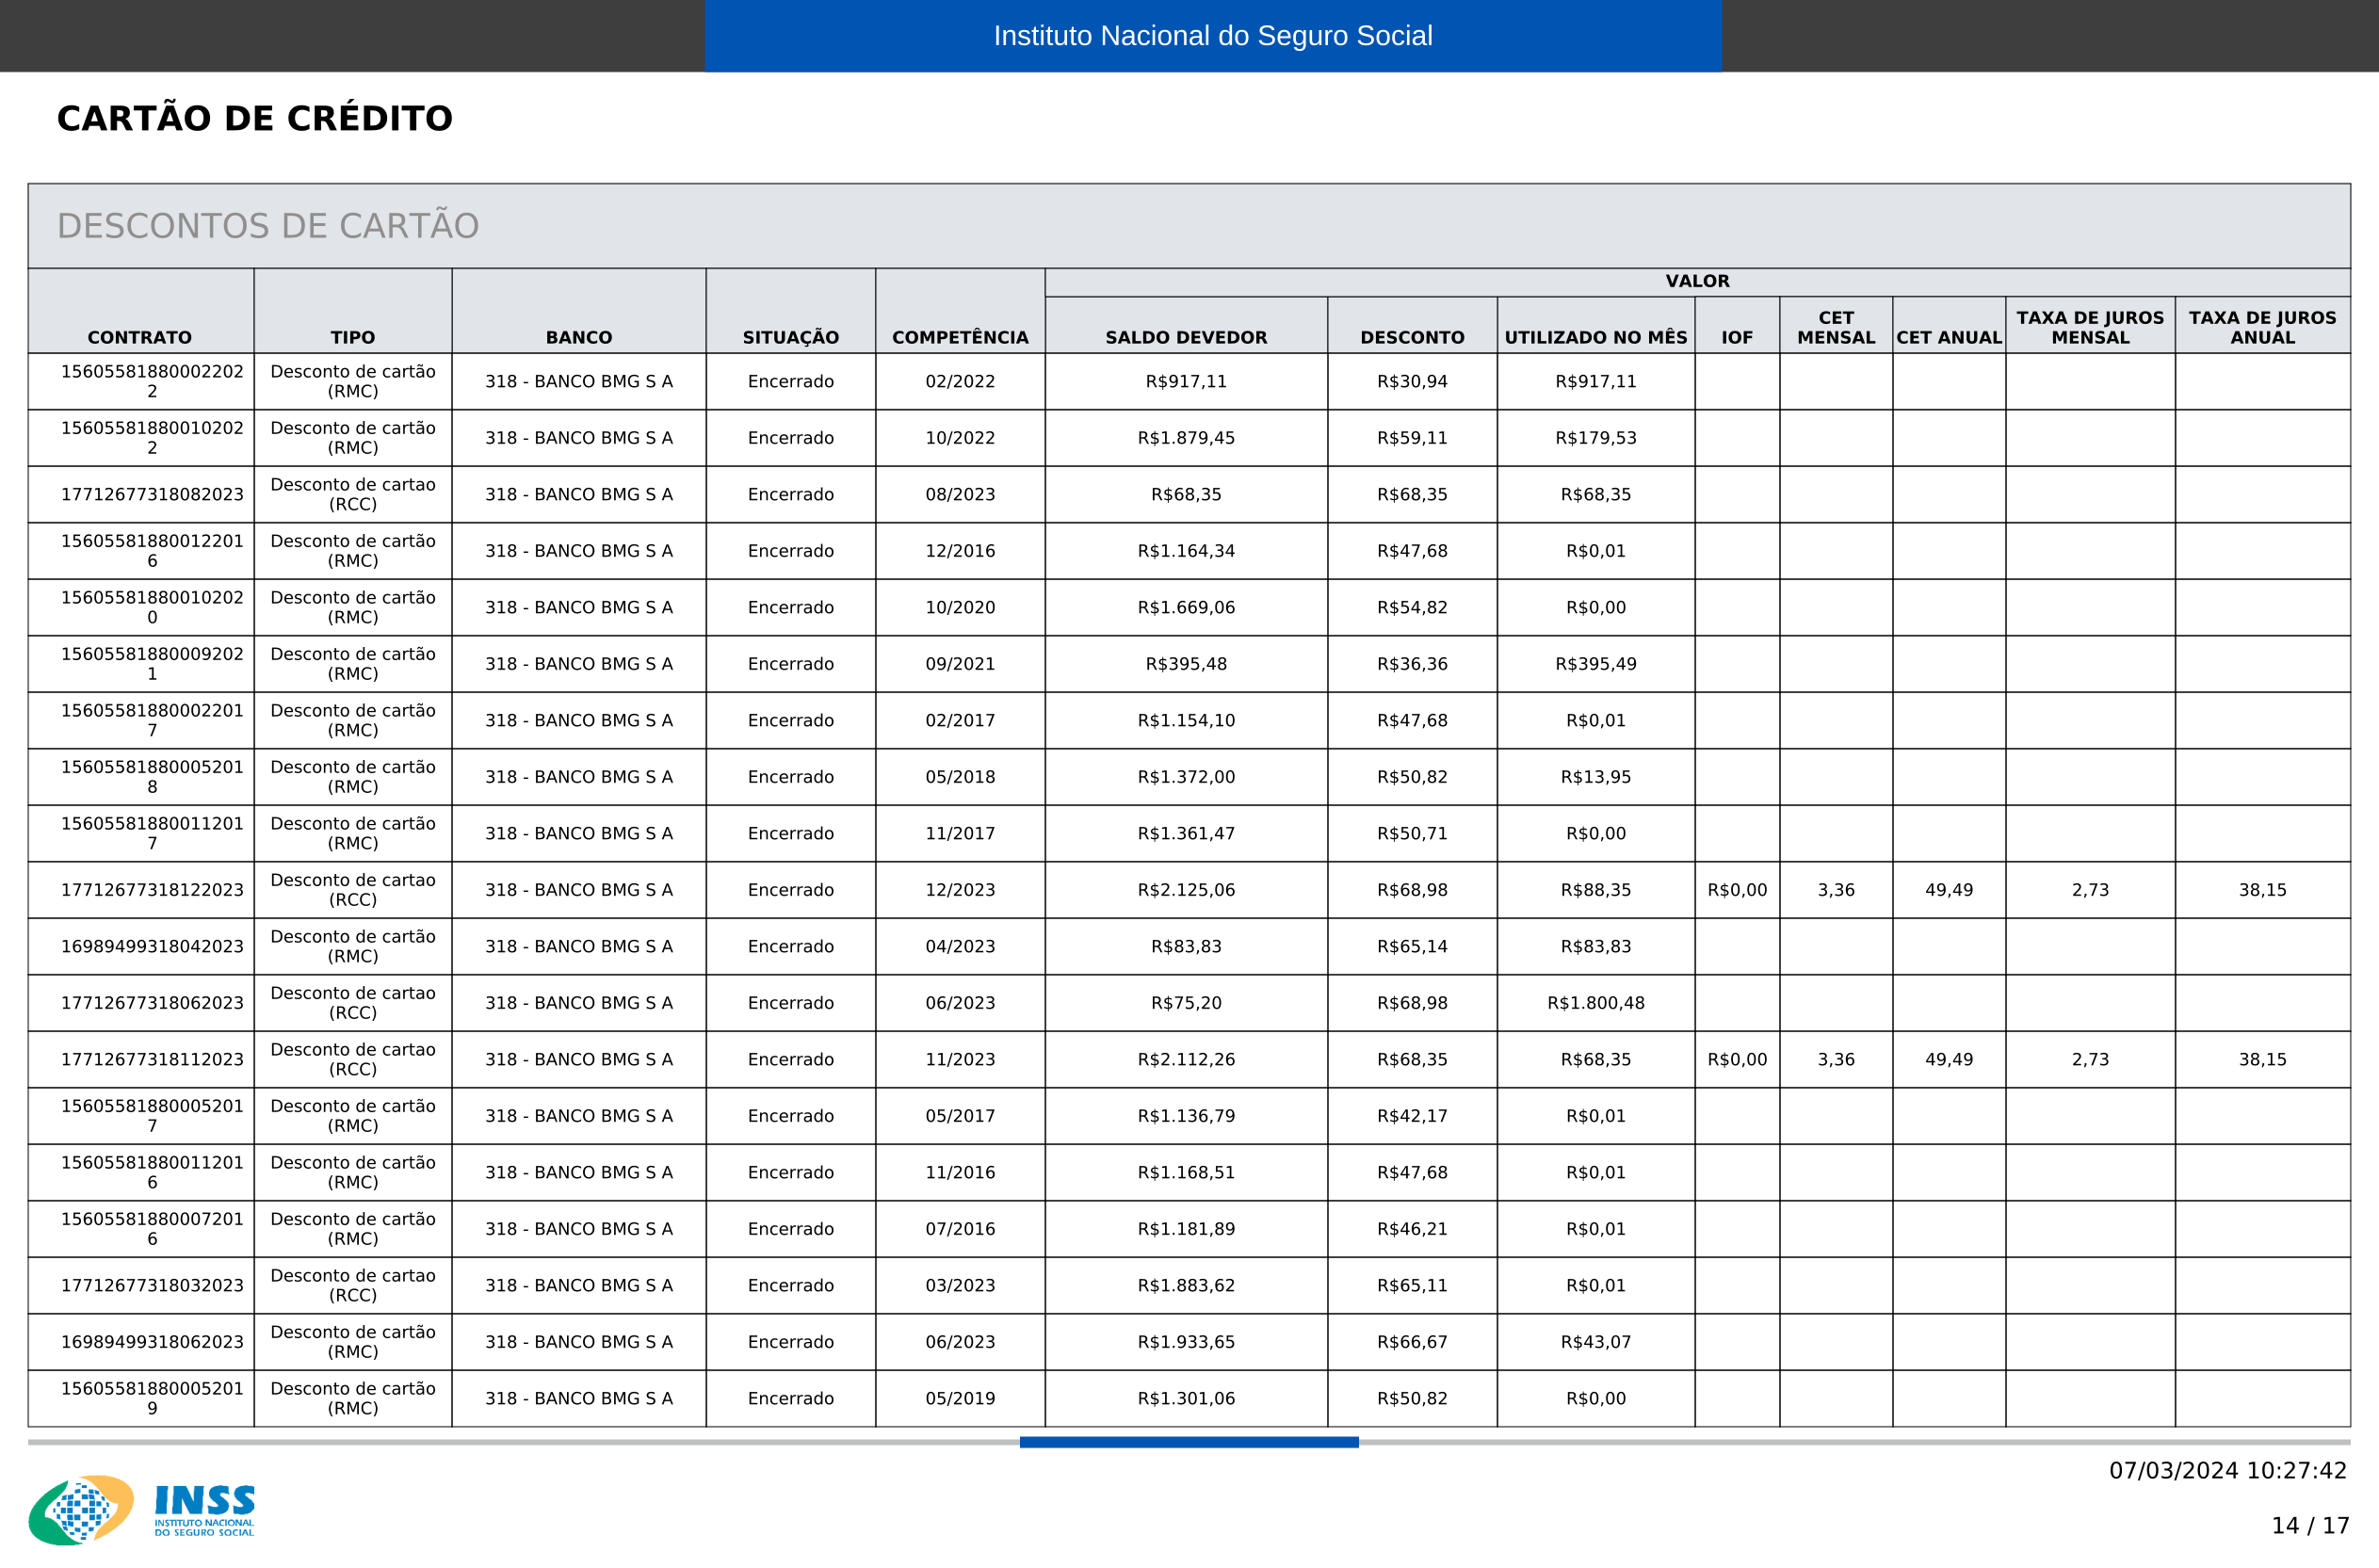 Instituto Nacional do Seguro Social
CARTÃO DE CRÉDITO
DESCONTOS DE CARTÃO
VALOR
CONTRATO TIPO BANCO SITUAÇÃO COMPETÊNCIA SALDO DEVEDOR DESCONTO UTILIZADO NO MÊS IOF CET MENSAL CET ANUAL TAXA DE JUROS MENSAL TAXA DE JUROS ANUAL
156055818800022022 Desconto de cartão (RMC) 318 - BANCO BMG S A Encerrado 02/2022 R$917,11 R$30,94 R$917,11
156055818800102022 Desconto de cartão (RMC) 318 - BANCO BMG S A Encerrado 10/2022 R$1.879,45 R$59,11 R$179,53
17712677318082023 Desconto de cartao (RCC) 318 - BANCO BMG S A Encerrado 08/2023 R$68,35 R$68,35 R$68,35
156055818800122016 Desconto de cartão (RMC) 318 - BANCO BMG S A Encerrado 12/2016 R$1.164,34 R$47,68 R$0,01
156055818800102020 Desconto de cartão (RMC) 318 - BANCO BMG S A Encerrado 10/2020 R$1.669,06 R$54,82 R$0,00
156055818800092021 Desconto de cartão (RMC) 318 - BANCO BMG S A Encerrado 09/2021 R$395,48 R$36,36 R$395,49
156055818800022017 Desconto de cartão (RMC) 318 - BANCO BMG S A Encerrado 02/2017 R$1.154,10 R$47,68 R$0,01
156055818800052018 Desconto de cartão (RMC) 318 - BANCO BMG S A Encerrado 05/2018 R$1.372,00 R$50,82 R$13,95
156055818800112017 Desconto de cartão (RMC) 318 - BANCO BMG S A Encerrado 11/2017 R$1.361,47 R$50,71 R$0,00
17712677318122023 Desconto de cartao (RCC) 318 - BANCO BMG S A Encerrado 12/2023 R$2.125,06 R$68,98 R$88,35 R$0,00 3,36 49,49 2,73 38,15
16989499318042023 Desconto de cartão (RMC) 318 - BANCO BMG S A Encerrado 04/2023 R$83,83 R$65,14 R$83,83
17712677318062023 Desconto de cartao (RCC) 318 - BANCO BMG S A Encerrado 06/2023 R$75,20 R$68,98 R$1.800,48
17712677318112023 Desconto de cartao (RCC) 318 - BANCO BMG S A Encerrado 11/2023 R$2.112,26 R$68,35 R$68,35 R$0,00 3,36 49,49 2,73 38,15
156055818800052017 Desconto de cartão (RMC) 318 - BANCO BMG S A Encerrado 05/2017 R$1.136,79 R$42,17 R$0,01
156055818800112016 Desconto de cartão (RMC) 318 - BANCO BMG S A Encerrado 11/2016 R$1.168,51 R$47,68 R$0,01
156055818800072016 Desconto de cartão (RMC) 318 - BANCO BMG S A Encerrado 07/2016 R$1.181,89 R$46,21 R$0,01
17712677318032023 Desconto de cartao (RCC) 318 - BANCO BMG S A Encerrado 03/2023 R$1.883,62 R$65,11 R$0,01
16989499318062023 Desconto de cartão (RMC) 318 - BANCO BMG S A Encerrado 06/2023 R$1.933,65 R$66,67 R$43,07
156055818800052019 Desconto de cartão (RMC) 318 - BANCO BMG S A Encerrado 05/2019 R$1.301,06 R$50,82 R$0,00
07/03/2024 10:27:42
INSS
INSTITUTO NACIONAL
DO SEGURO SOCIAL
14 / 17